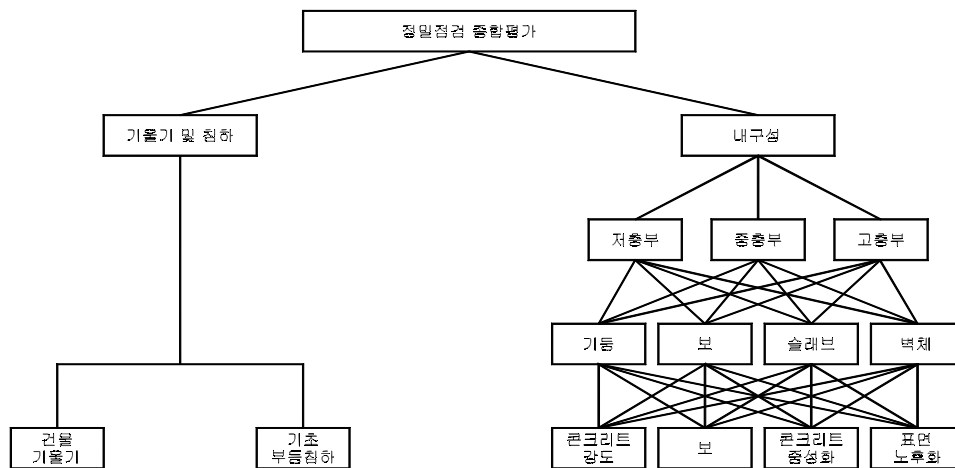 정밀점검 종합평가
기울기 및 침하
내구성
저층부
중층부
고층부
기둥
보
슬래브
벽체
건물
기울기
기초
부등침하
콘크리트
강도
보
콘크리트
중성화
표면
노후화